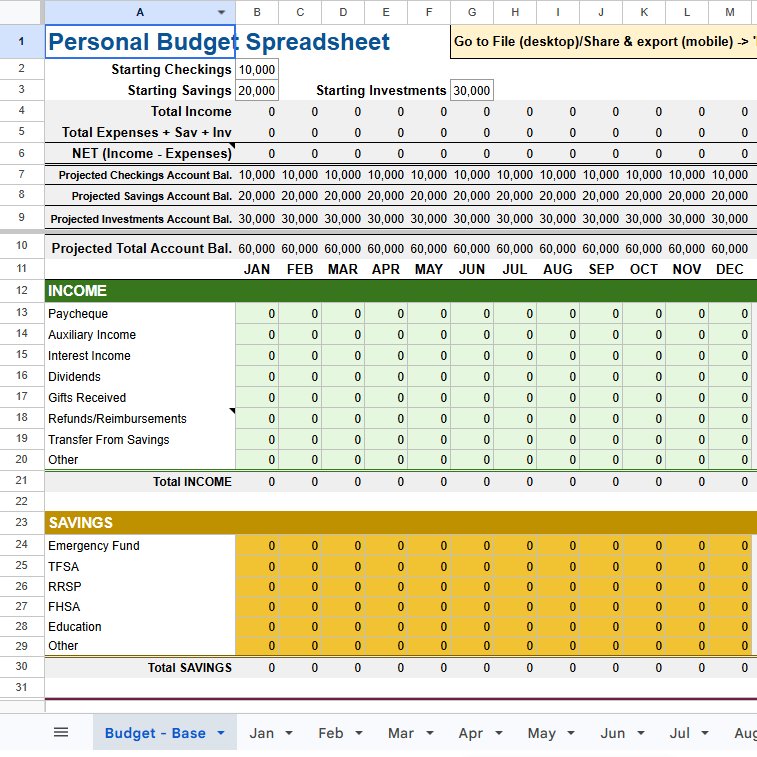 A B C D E F G H I J K L M
1 Personal Budget Spreadsheet Go to File (desktop)/Share & export (mobile) -> '
2 Starting Checkings 10,000
3 Starting Savings 20,000 Starting Investments 30,000
4 Total Income 0 0 0 0 0 0 0 0 0 0 0 0
5 Total Expenses + Sav + Inv 0 0 0 0 0 0 0 0 0 0 0 0
6 NET (Income - Expenses) 0 0 0 0 0 0 0 0 0 0 0 0
7 Projected Checkings Account Bal. 10,000 10,000 10,000 10,000 10,000 10,000 10,000 10,000 10,000 10,000 10,000 10,000
8 Projected Savings Account Bal. 20,000 20,000 20,000 20,000 20,000 20,000 20,000 20,000 20,000 20,000 20,000 20,000
9 Projected Investments Account Bal. 30,000 30,000 30,000 30,000 30,000 30,000 30,000 30,000 30,000 30,000 30,000 30,000
10 Projected Total Account Bal. 60,000 60,000 60,000 60,000 60,000 60,000 60,000 60,000 60,000 60,000 60,000 60,000
11 JAN FEB MAR APR MAY JUN JUL AUG SEP OCT NOV DEC
12 INCOME
13 Paycheque 0 0 0 0 0 0 0 0 0 0 0 0
14 Auxiliary Income 0 0 0 0 0 0 0 0 0 0 0 0
15 Interest Income 0 0 0 0 0 0 0 0 0 0 0 0
16 Dividends 0 0 0 0 0 0 0 0 0 0 0 0
17 Gifts Received 0 0 0 0 0 0 0 0 0 0 0 0
18 Refunds/Reimbursements 0 0 0 0 0 0 0 0 0 0 0 0
19 Transfer From Savings 0 0 0 0 0 0 0 0 0 0 0 0
20 Other 0 0 0 0 0 0 0 0 0 0 0 0
21 Total INCOME 0 0 0 0 0 0 0 0 0 0 0 0
22
23 SAVINGS
24 Emergency Fund 0 0 0 0 0 0 0 0 0 0 0 0
25 TFSA 0 0 0 0 0 0 0 0 0 0 0 0
26 RRSP 0 0 0 0 0 0 0 0 0 0 0 0
27 FHSA 0 0 0 0 0 0 0 0 0 0 0 0
28 Education 0 0 0 0 0 0 0 0 0 0 0 0
29 Other 0 0 0 0 0 0 0 0 0 0 0 0
30 Total SAVINGS 0 0 0 0 0 0 0 0 0 0 0 0
31
Budget - Base Jan Feb Mar Apr May Jun Jul Aug